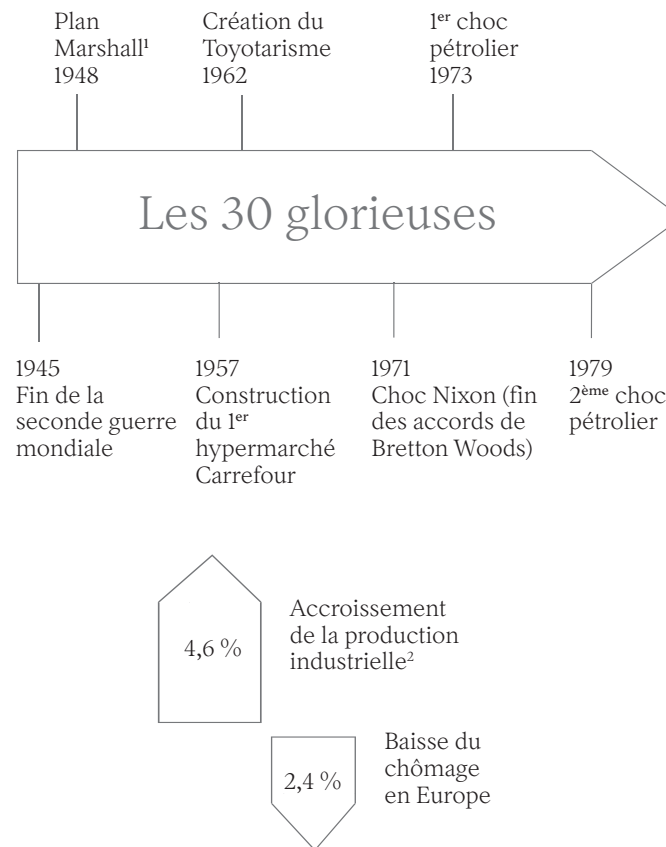 Plan
Marshall¹
1948
Création du
Toyotarisme
1962
1er choc
pétrolier
1973
Les 30 glorieuses
1945
Fin de la
seconde guerre
mondiale
1957
Construction
du 1er
hypermarché
Carrefour
1971
Choc Nixon (fin
des accords de
Bretton Woods)
1979
2ème choc
pétrolier
4,6 %
Accroissement
de la production
industrielle²
2,4 %
Baisse du
chômage
en Europe